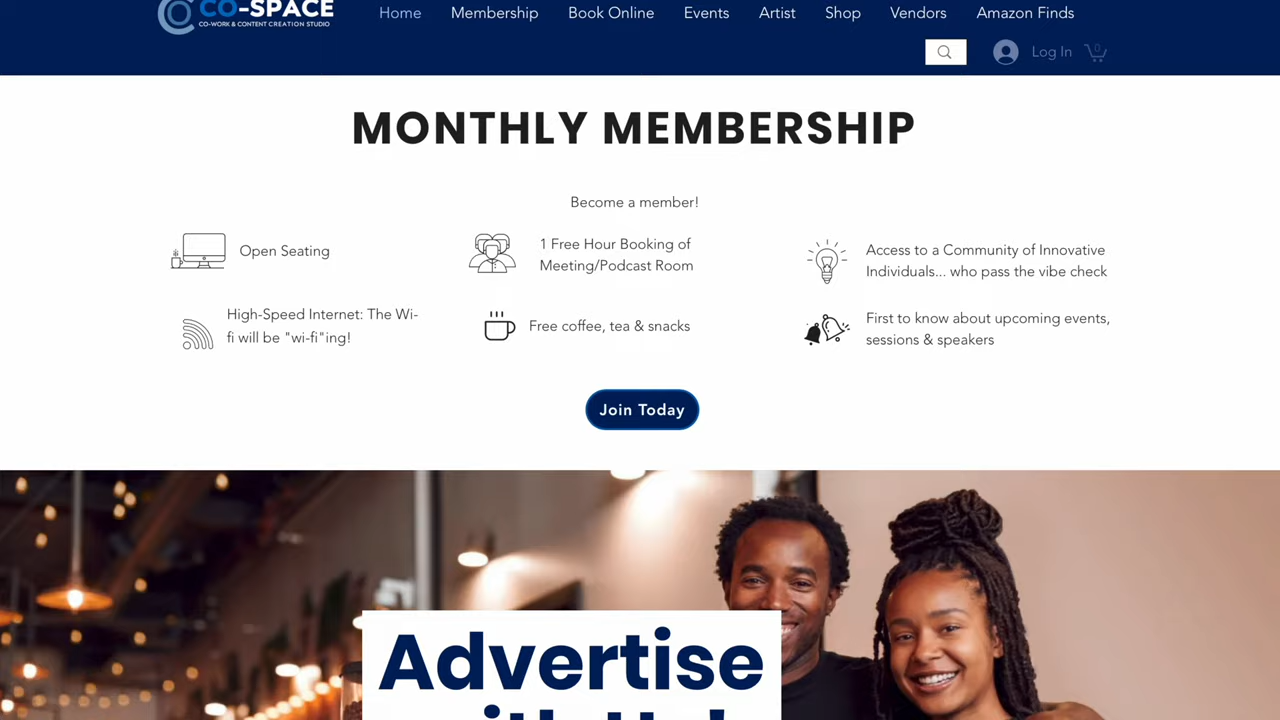 CO-SPACE
CO-WORK & CONTENT CREATION STUDIO
Home Membership Book Online Events Artist Shop Vendors Amazon Finds
Log In 0
MONTHLY MEMBERSHIP
Become a member!
Open Seating
1 Free Hour Booking of
Meeting/Podcast Room
Access to a Community of Innovative
Individuals... who pass the vibe check
High-Speed Internet: The Wi-
fi will be "wi-fi"ing!
Free coffee, tea & snacks
First to know about upcoming events,
sessions & speakers
Join Today
Advertise
with Us!